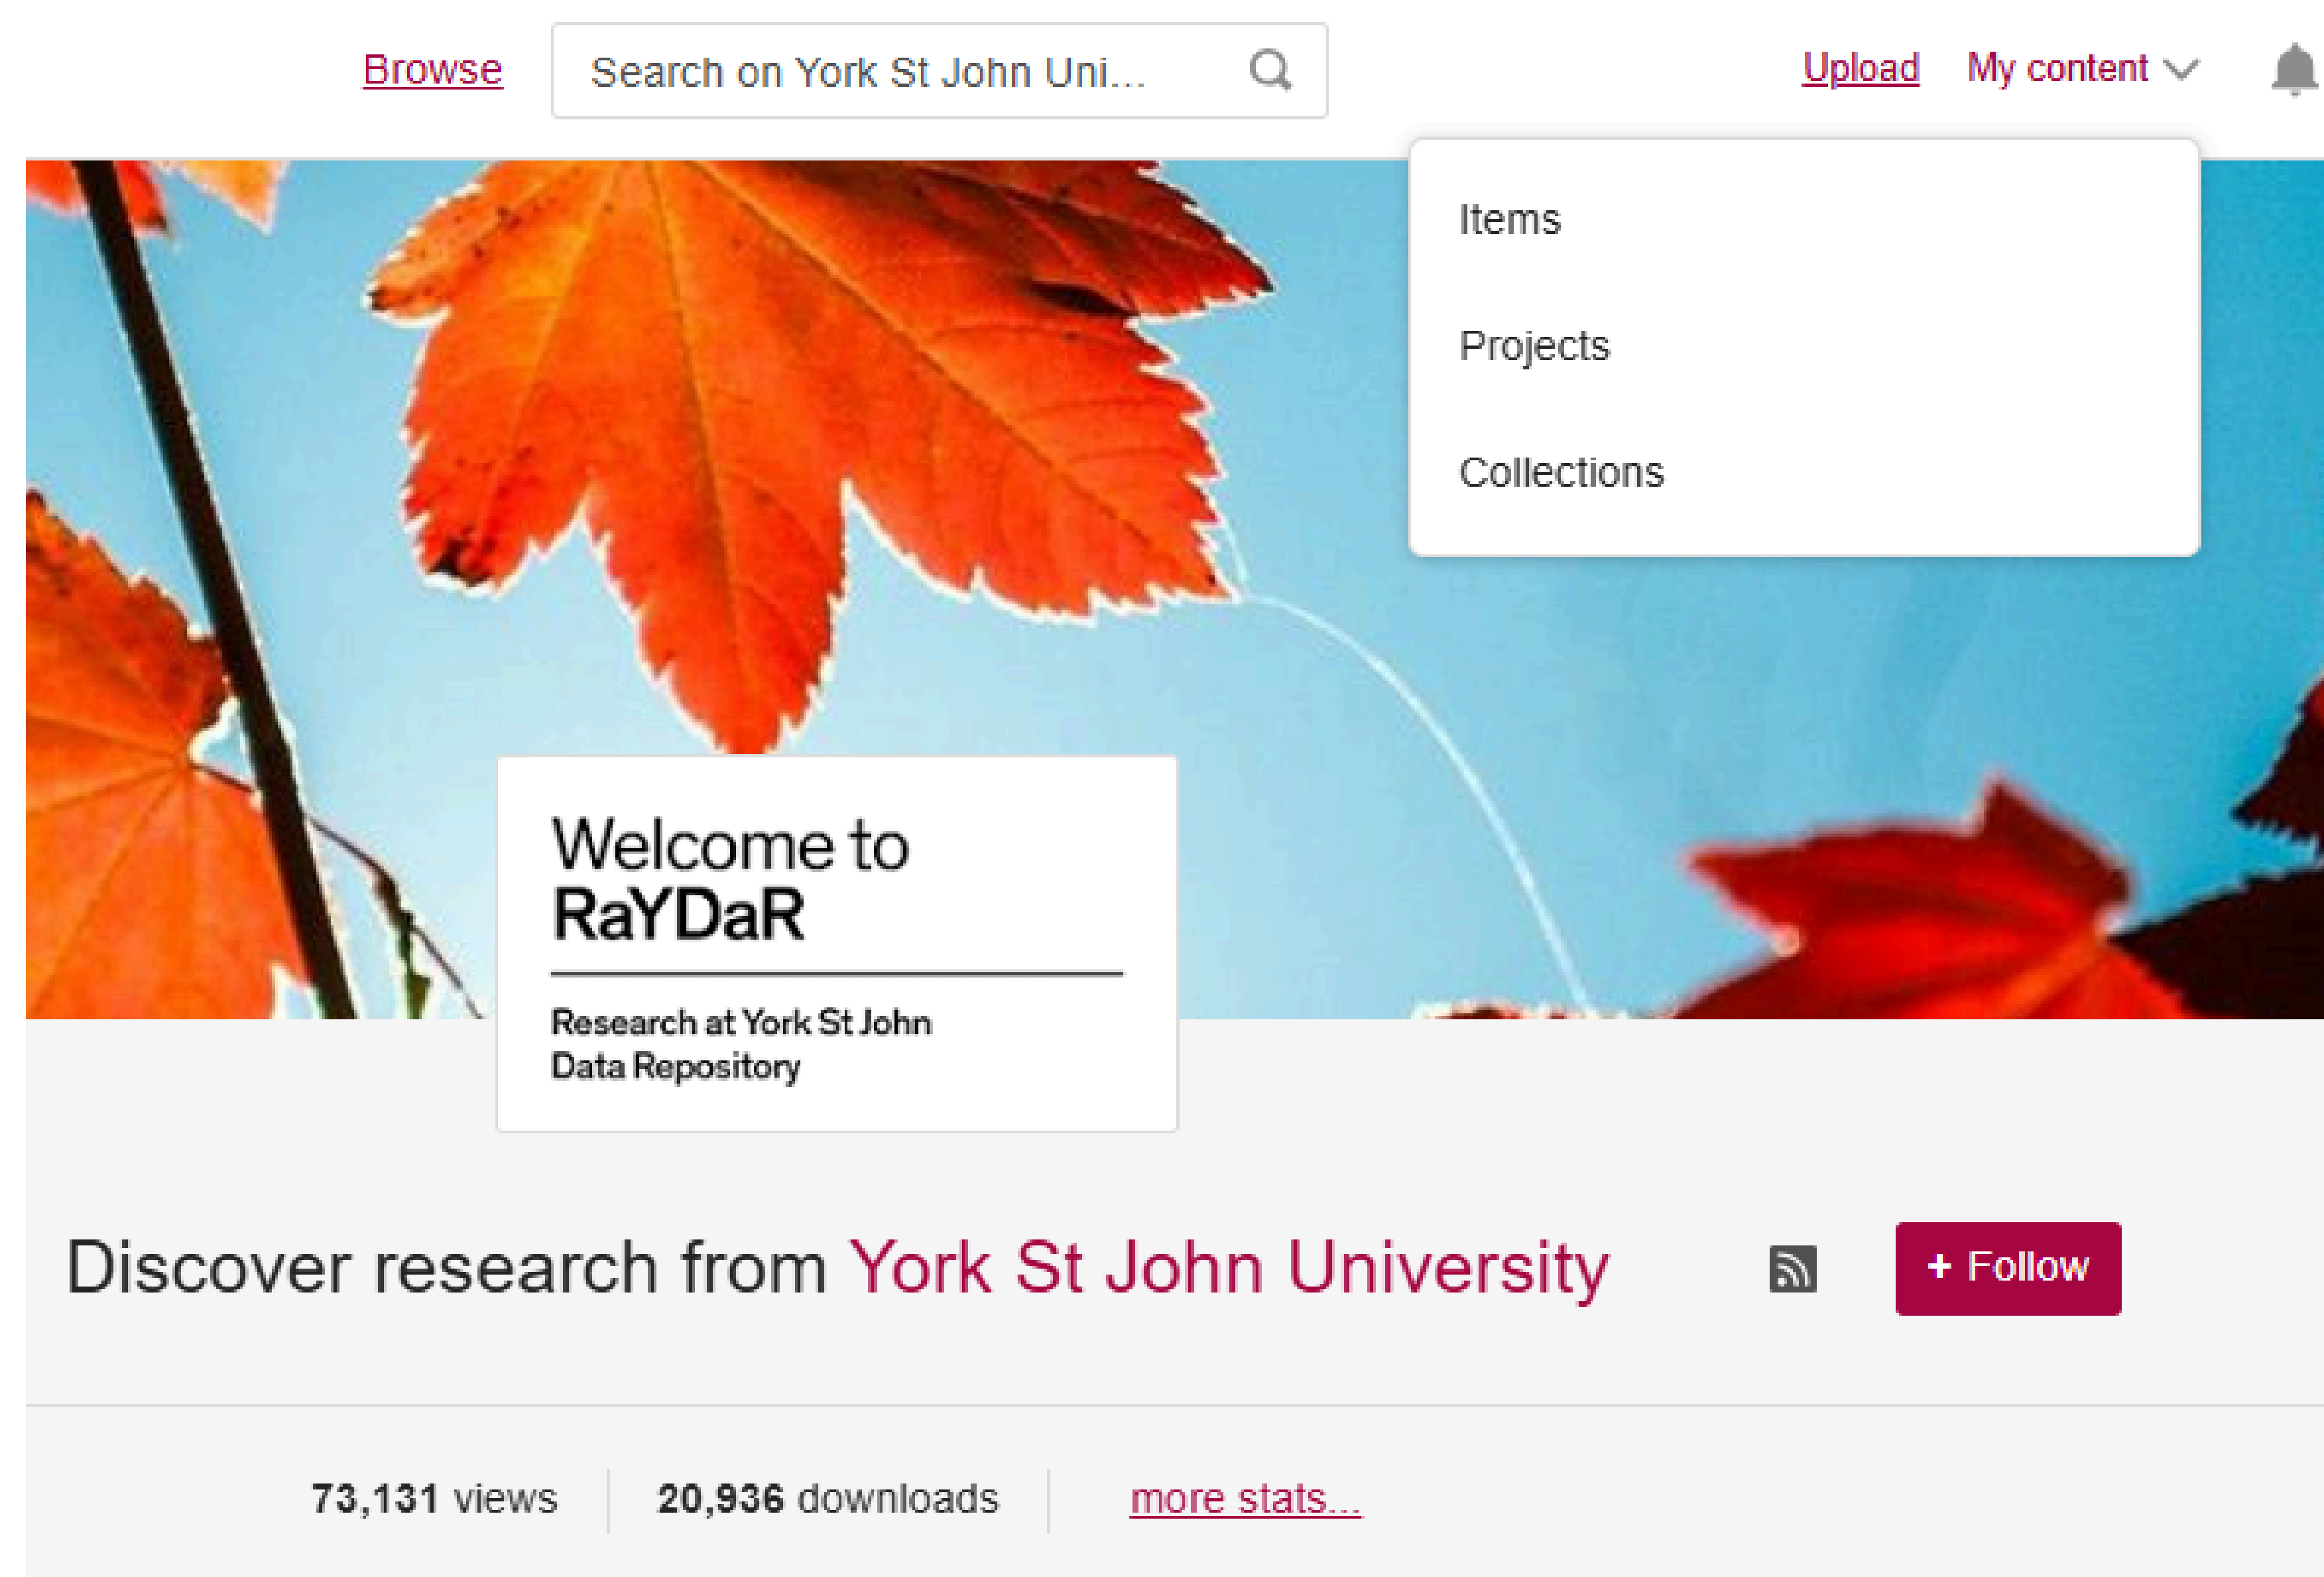 Browse
Search on York St John Uni...
Upload
My content
Items
Projects
Collections
Welcome to
RaYDaR
Research at York St John
Data Repository
Discover research from York St John University
+ Follow
73,131 views
20,936 downloads
more stats...